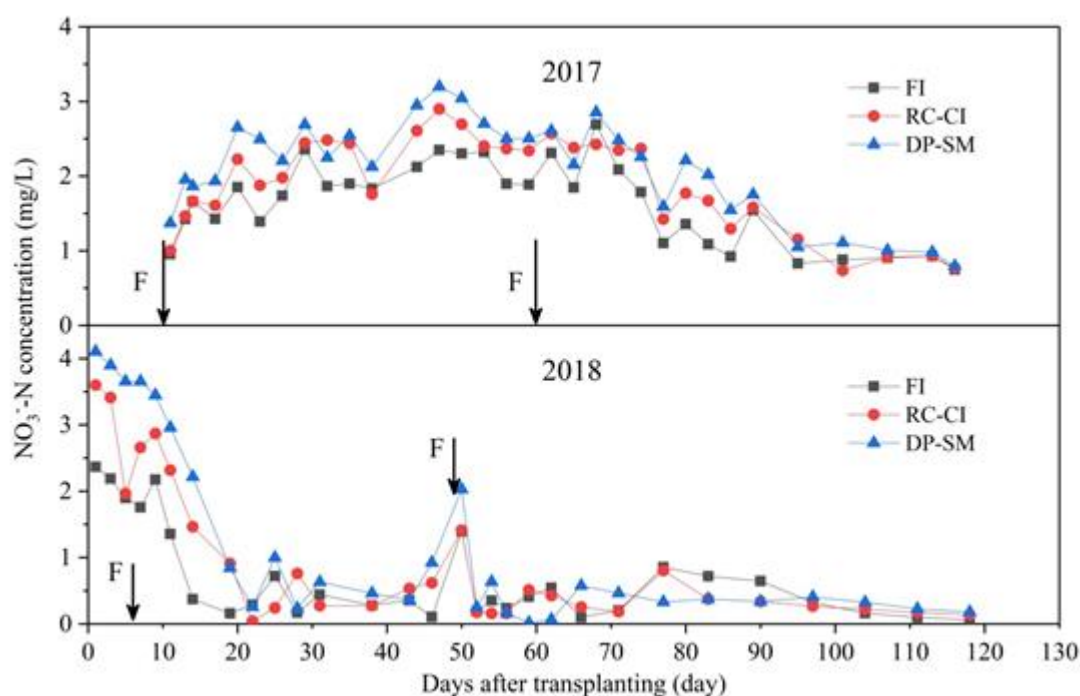 4
2017
FI
RC-CI
DP-SM
3
2
1
F
F
0
NO₃⁻-N concentration (mg/L)
4
2018
FI
RC-CI
DP-SM
3
F
2
1
F
0
0 10 20 30 40 50 60 70 80 90 100 110 120 130
Days after transplanting (day)